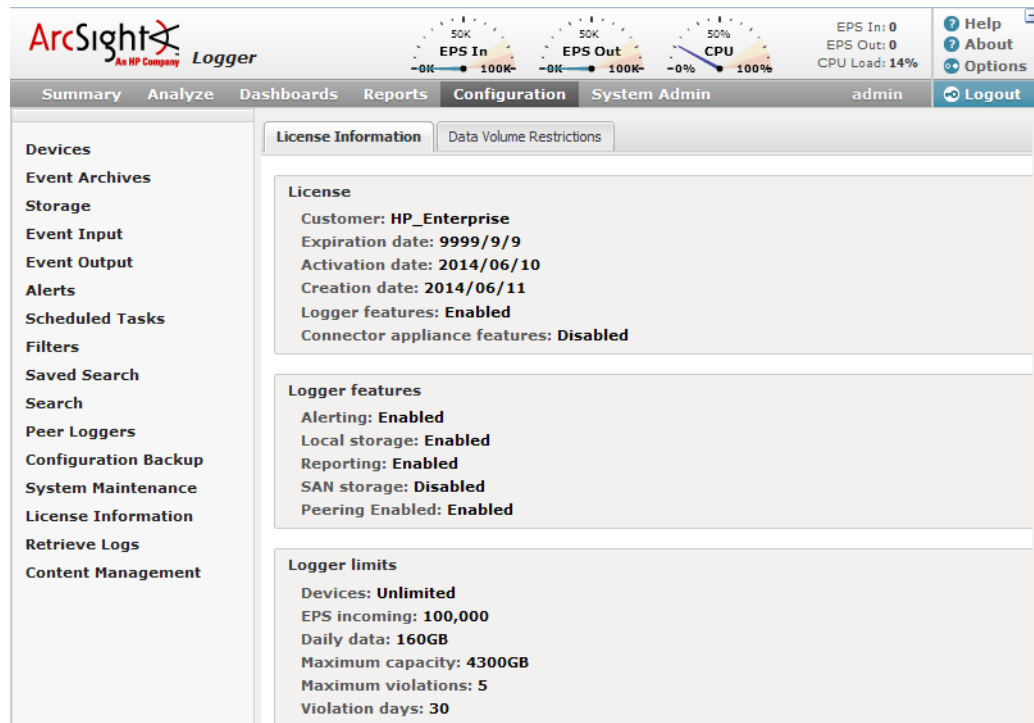 ArcSight
An HP Company
Logger
50K
EPS In
-0K 100K-
50K
EPS Out
-0K 100K-
50%
CPU
-0% 100%
EPS In: 0
EPS Out: 0
CPU Load: 14%
Help
About
Options
Summary Analyze Dashboards Reports Configuration System Admin admin Logout
Devices
Event Archives
Storage
Event Input
Event Output
Alerts
Scheduled Tasks
Filters
Saved Search
Search
Peer Loggers
Configuration Backup
System Maintenance
License Information
Retrieve Logs
Content Management
License Information Data Volume Restrictions
License
Customer: HP_Enterprise
Expiration date: 9999/9/9
Activation date: 2014/06/10
Creation date: 2014/06/11
Logger features: Enabled
Connector appliance features: Disabled
Logger features
Alerting: Enabled
Local storage: Enabled
Reporting: Enabled
SAN storage: Disabled
Peering Enabled: Enabled
Logger limits
Devices: Unlimited
EPS incoming: 100,000
Daily data: 160GB
Maximum capacity: 4300GB
Maximum violations: 5
Violation days: 30